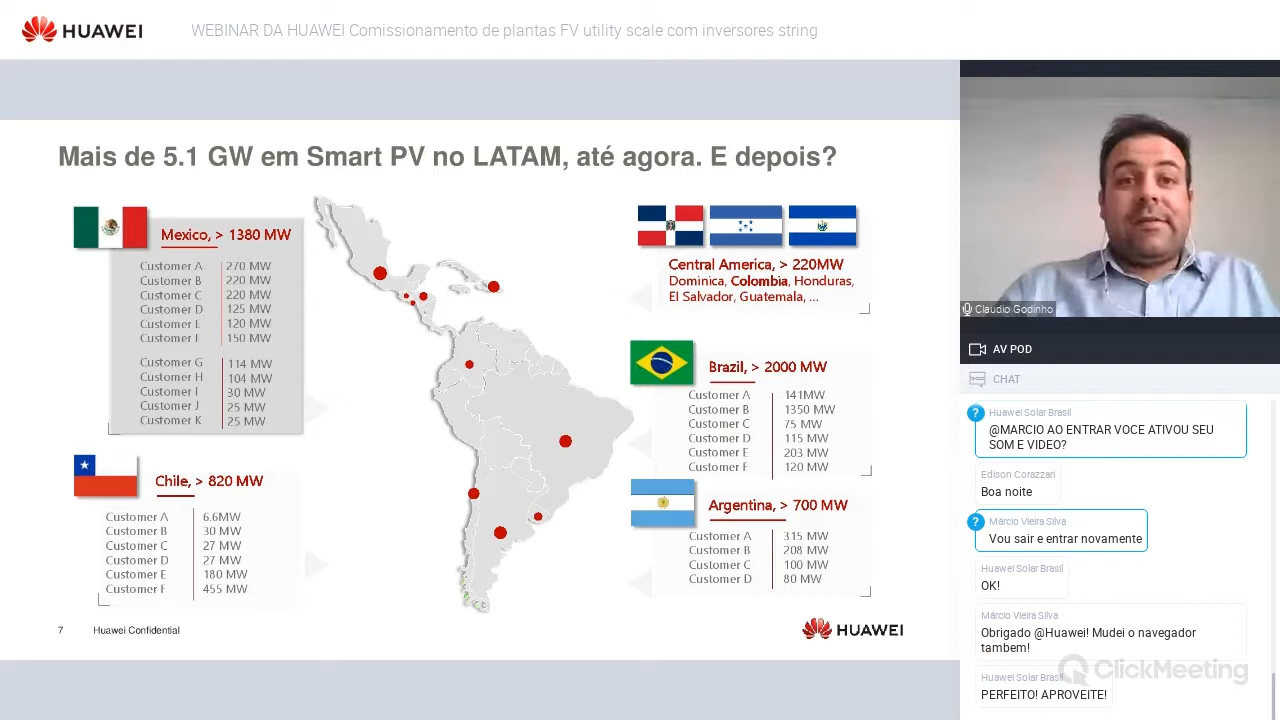 HUAWEI
WEBINAR DA HUAWEI Comissionamento de plantas FV utility scale com inversores string
Mais de 5.1 GW em Smart PV no LATAM, até agora. E depois?
Mexico, > 1380 MW
Customer A 270 MW
Customer B 220 MW
Customer C 220 MW
Customer D 125 MW
Customer E 120 MW
Customer F 150 MW
Customer G 114 MW
Customer H 104 MW
Customer I 30 MW
Customer J 25 MW
Customer K 25 MW
Chile, > 820 MW
Customer A 6.6MW
Customer B 30 MW
Customer C 27 MW
Customer D 27 MW
Customer E 180 MW
Customer F 455 MW
Central America, > 220MW
Dominica, Colombia, Honduras,
El Salvador, Guatemala, ...
Brazil, > 2000 MW
Customer A 141MW
Customer B 1350 MW
Customer C 75 MW
Customer D 115 MW
Customer E 203 MW
Customer F 120 MW
Argentina, > 700 MW
Customer A 315 MW
Customer B 208 MW
Customer C 100 MW
Customer D 80 MW
7 Huawei Confidential
HUAWEI
Claudio Godinho
AV POD
CHAT
?
Huawei Solar Brasil
@MARCIO AO ENTRAR VOCE ATIVOU SEU
SOM E VIDEO?
Edison Corazzari
Boa noite
?
Márcio Vieira Silva
Vou sair e entrar novamente
Huawei Solar Brasil
OK!
Márcio Vieira Silva
Obrigado @Huawei! Mudei o navegador
tambem!
ClickMeeting
Huawei Solar Brasil
PERFEITO! APROVEITE!